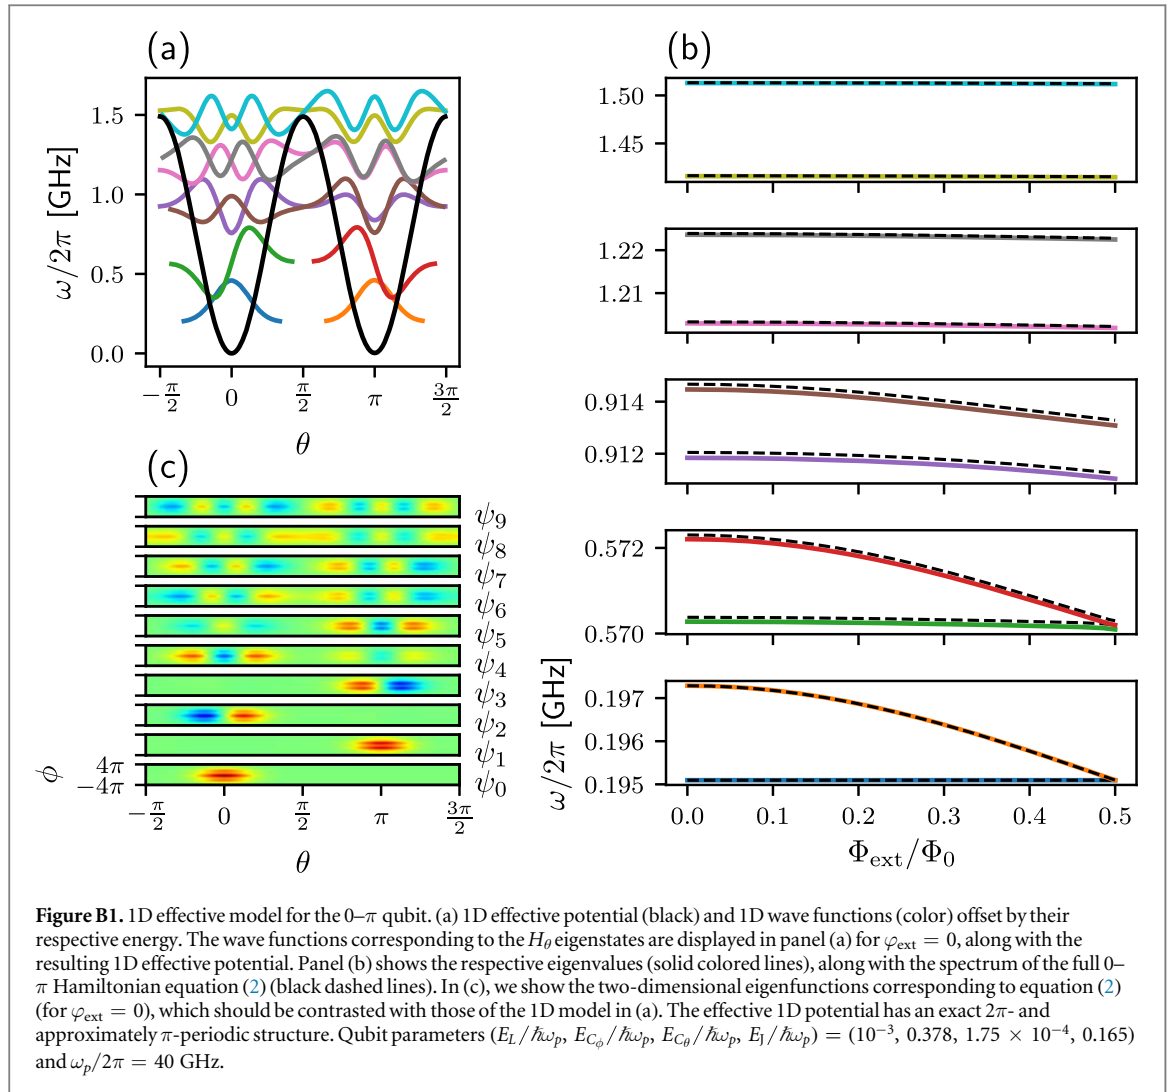 (a)
1.5
1.0
0.5
0.0
ω/2π [GHz]
−π/2 0 π/2 π 3π/2
θ
(b)
1.50
1.45
1.22
1.21
0.914
0.912
0.572
0.570
0.197
0.196
0.195
ω/2π [GHz]
0.0 0.1 0.2 0.3 0.4 0.5
Φext/Φ0
(c)
ψ9
ψ8
ψ7
ψ6
ψ5
ψ4
ψ3
ψ2
ψ1
ψ0
ϕ
4π
−4π
−π/2 0 π/2 π 3π/2
θ
Figure B1. 1D effective model for the 0–π qubit. (a) 1D effective potential (black) and 1D wave functions (color) offset by their
respective energy. The wave functions corresponding to the Hθ eigenstates are displayed in panel (a) for φext = 0, along with the
resulting 1D effective potential. Panel (b) shows the respective eigenvalues (solid colored lines), along with the spectrum of the full 0–
π Hamiltonian equation (2) (black dashed lines). In (c), we show the two-dimensional eigenfunctions corresponding to equation (2)
(for φext = 0), which should be contrasted with those of the 1D model in (a). The effective 1D potential has an exact 2π- and
approximately π-periodic structure. Qubit parameters (EL/ℏωp, ECϕ/ℏωp, ECθ/ℏωp, EJ/ℏωp) = (10⁻³, 0.378, 1.75 × 10⁻⁴, 0.165)
and ωp/2π = 40 GHz.